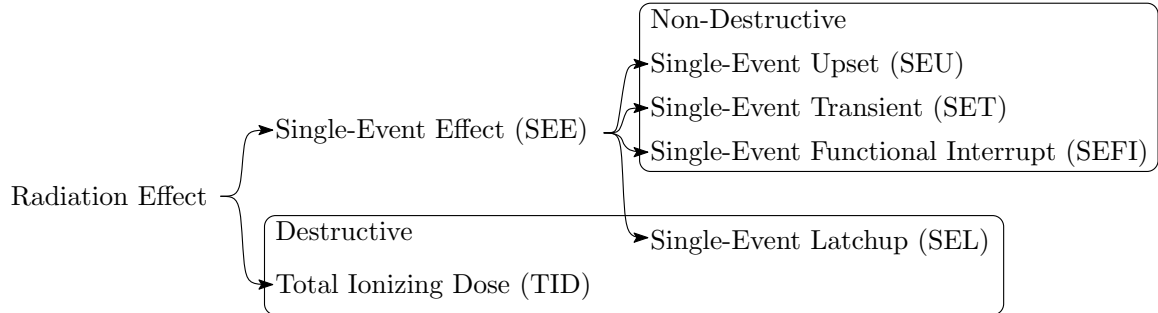 Non-Destructive
Single-Event Upset (SEU)
Single-Event Transient (SET)
Single-Event Effect (SEE)
Single-Event Functional Interrupt (SEFI)
Radiation Effect
Destructive
Single-Event Latchup (SEL)
Total Ionizing Dose (TID)